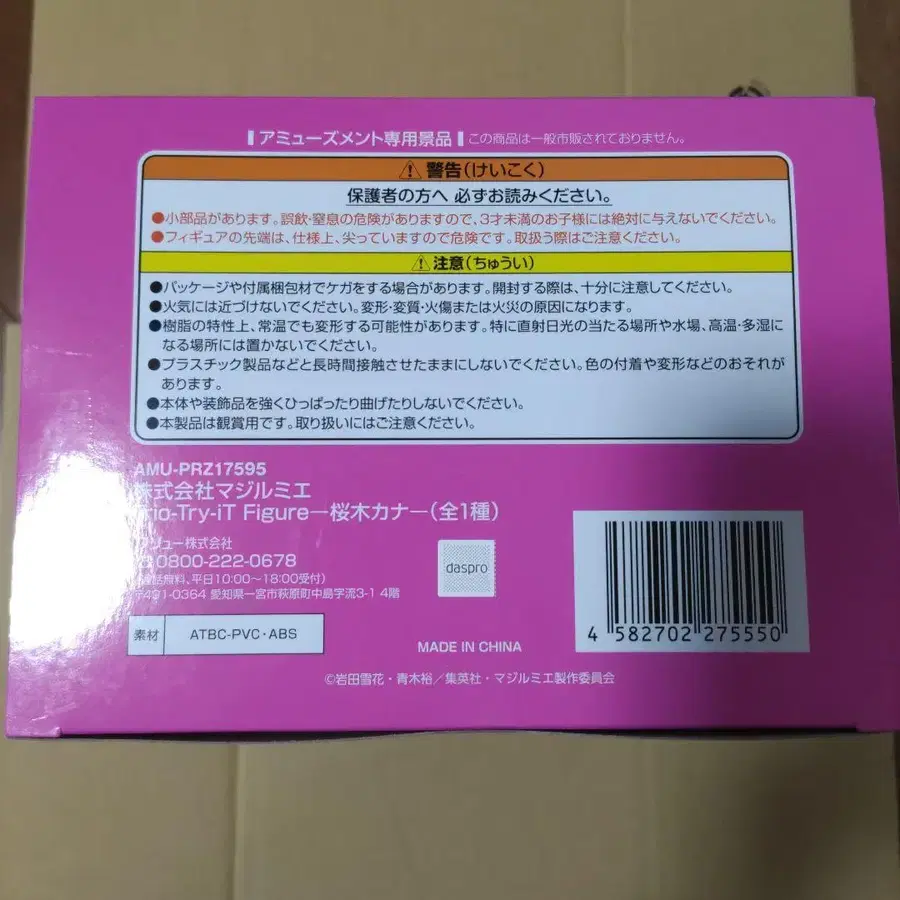 アミューズメント専用景品 この商品は一般市販されておりません。
警告(けいこく)
保護者の方へ 必ずお読みください。
●小部品があります。誤飲・窒息の危険がありますので、3才未満のお子様には絶対に与えないでください。
●フィギュアの先端は、仕様上、尖っていますので危険です。取扱う際はご注意ください。
注意(ちゅうい)
●パッケージや付属梱包材でケガをする場合があります。開封する際は、十分に注意してください。
●火気には近づけないでください。変形・変質・火傷または火災の原因になります。
●樹脂の特性上、常温でも変形する可能性があります。特に直射日光の当たる場所や水場、高温・多湿に
なる場所には置かないでください。
●プラスチック製品などと長時間接触させたままにしないでください。色の付着や変形などのおそれが
あります。
●本体や装飾品を強くひっぱったり曲げたりしないでください。
●本製品は観賞用です。取り扱いにはご注意ください。
AMU-PRZ17595
株式会社マジルミエ
Trio-Try-iT Figure―桜木カナ―(全1種)
フリュー株式会社
☎0800-222-0678
(通話無料、平日10:00〜18:00受付)
〒491-0364 愛知県一宮市萩原町中島字流3-1 4階
daspro
素材 ATBC-PVC・ABS
MADE IN CHINA
4 582702 275550
©岩田雪花・青木裕/集英社・マジルミエ製作委員会